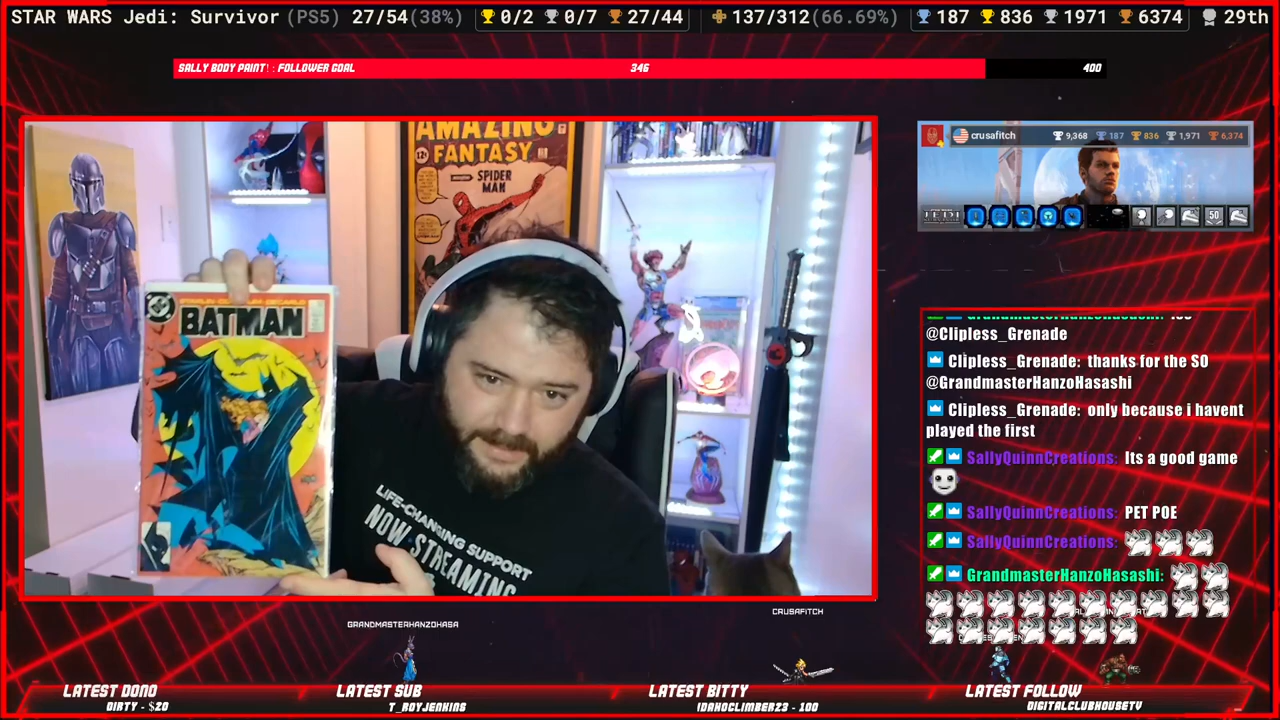 STAR WARS Jedi: Survivor (PS5) 27/54(38%) 0/2 0/7 27/44 137/312(66.69%) 187 836 1971 6374 29th
SALLY BODY PAINT! : FOLLOWER GOAL 346 400
AMAZING
FANTASY
SPIDER
MAN
BATMAN
LIFE-CHANGING SUPPORT
NOW STREAMING
crusafitch 9,368 187 836 1,971 6,374
JEDI
50
@Clipless_Grenade
Clipless_Grenade: thanks for the SO
@GrandmasterHanzoHasashi
Clipless_Grenade: only because i havent
played the first
SallyQuinnCreations: Its a good game
SallyQuinnCreations: PET POE
SallyQuinnCreations:
GrandmasterHanzoHasashi:
CRUSAFITCH
GRANDMASTERHANZOHASA
LATEST DONO
DIRTY - $20
LATEST SUB
T_ROYJENKINS
LATEST BITTY
IDAHOCLIMBER23 - 100
LATEST FOLLOW
DIGITALCLUBHOUSETV